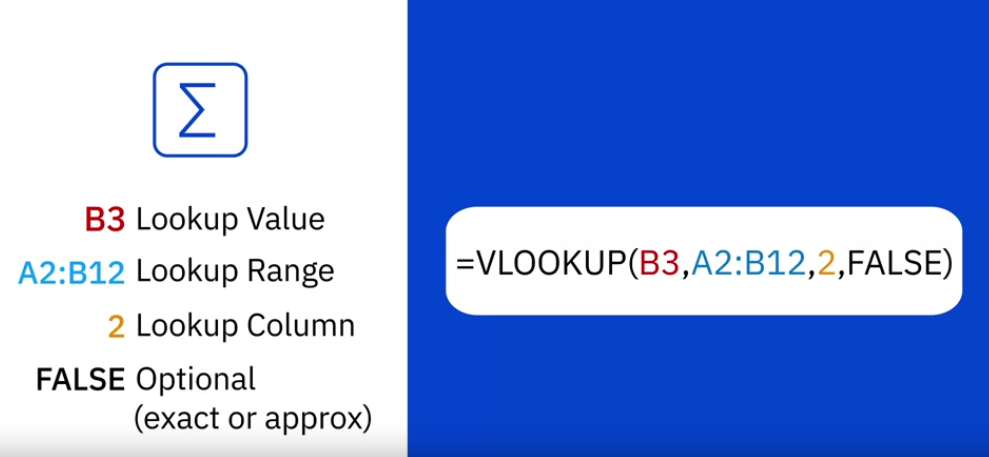 Σ
B3 Lookup Value
A2:B12 Lookup Range
2 Lookup Column
FALSE Optional
(exact or approx)
=VLOOKUP(B3,A2:B12,2,FALSE)